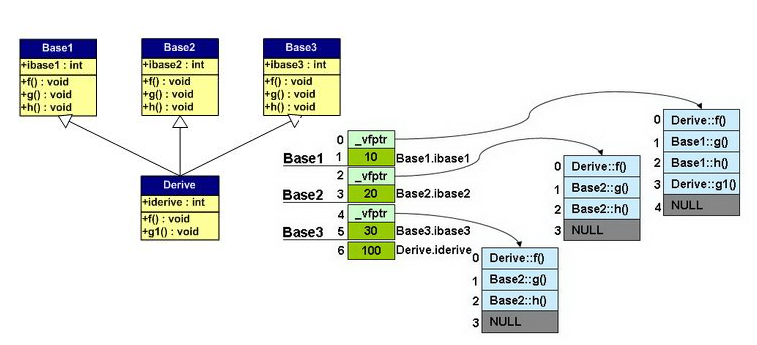 Base1
+ibase1 : int
+f() : void
+g() : void
+h() : void
Base2
+ibase2 : int
+f() : void
+g() : void
+h() : void
Base3
+ibase3 : int
+f() : void
+g() : void
+h() : void
Derive
+iderive : int
+f() : void
+g1() : void
0 _vfptr
Base1 1 10 Base1.ibase1
2 _vfptr
Base2 3 20 Base2.ibase2
4 _vfptr
Base3 5 30 Base3.ibase3
6 100 Derive.iderive
0 Derive::f()
1 Base1::g()
2 Base1::h()
3 Derive::g1()
4 NULL
0 Derive::f()
1 Base2::g()
2 Base2::h()
3 NULL
0 Derive::f()
1 Base2::g()
2 Base2::h()
3 NULL